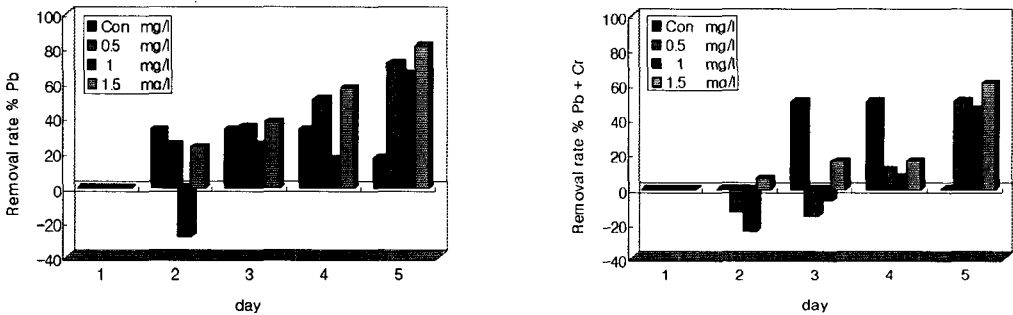 Removal rate % Pb
100
80
60
40
20
0
-20
-40
Con mg/l
0.5 mg/l
1 mg/l
1.5 mg/l
1 2 3 4 5
day
Removal rate % Pb + Cr
100
80
60
40
20
0
-20
-40
Con mg/l
0.5 mg/l
1 mg/l
1.5 mg/l
1 2 3 4 5
day